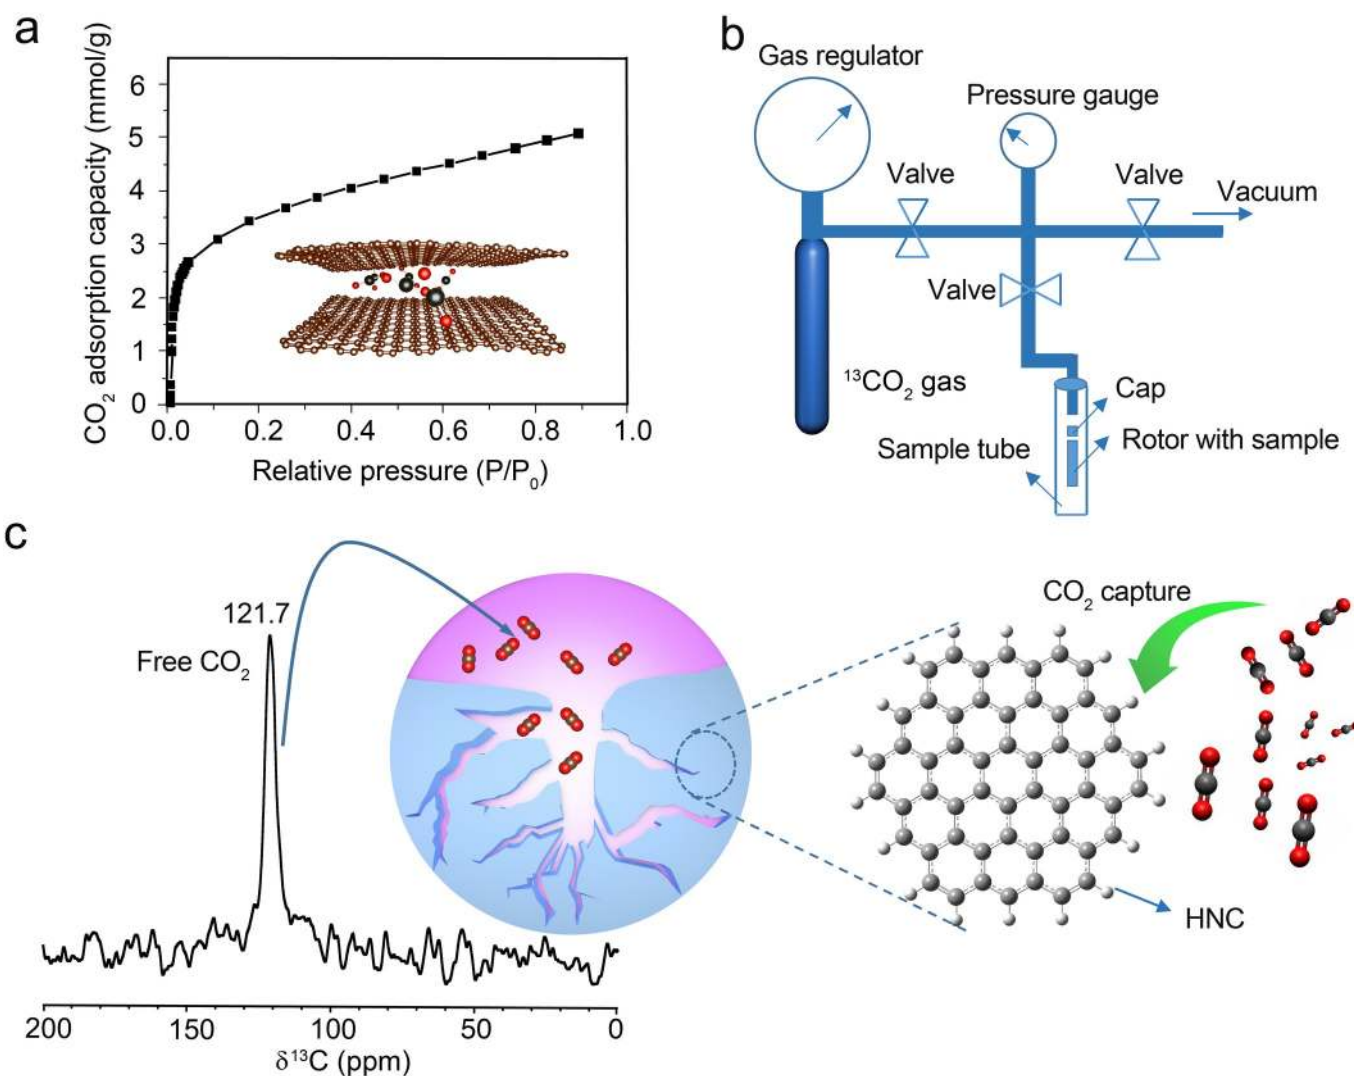 a
CO₂ adsorption capacity (mmol/g)
6
5
4
3
2
1
0
0.0 0.2 0.4 0.6 0.8 1.0
Relative pressure (P/P₀)
b
Gas regulator
Pressure gauge
Valve
Valve
Vacuum
Valve
¹³CO₂ gas
Cap
Rotor with sample
Sample tube
c
121.7
Free CO₂
200 150 100 50 0
δ¹³C (ppm)
CO₂ capture
HNC